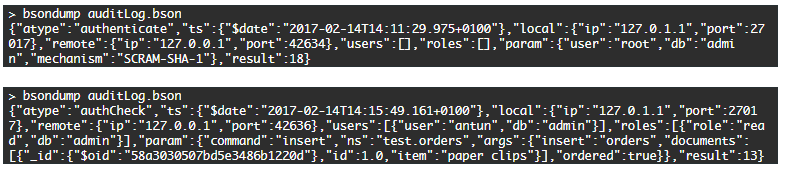 > bsondump auditLog.bson
{"atype":"authenticate","ts":{"$date":"2017-02-14T14:11:29.975+0100"},"local":{"ip":"127.0.1.1","port":27
017},"remote":{"ip":"127.0.0.1","port":42634},"users":[],"roles":[],"param":{"user":"root","db":"admi
n","mechanism":"SCRAM-SHA-1"},"result":18}
> bsondump auditLog.bson
{"atype":"authCheck","ts":{"$date":"2017-02-14T14:15:49.161+0100"},"local":{"ip":"127.0.1.1","port":2701
7},"remote":{"ip":"127.0.0.1","port":42636},"users":[{"user":"antun","db":"admin"}],"roles":[{"role":"rea
d","db":"admin"}],"param":{"command":"insert","ns":"test.orders","args":{"insert":"orders","documents":
[{"_id":{"$oid":"58a3030507bd5e3486b1220d"},"id":1.0,"item":"paper clips"}],"ordered":true}},"result":13}